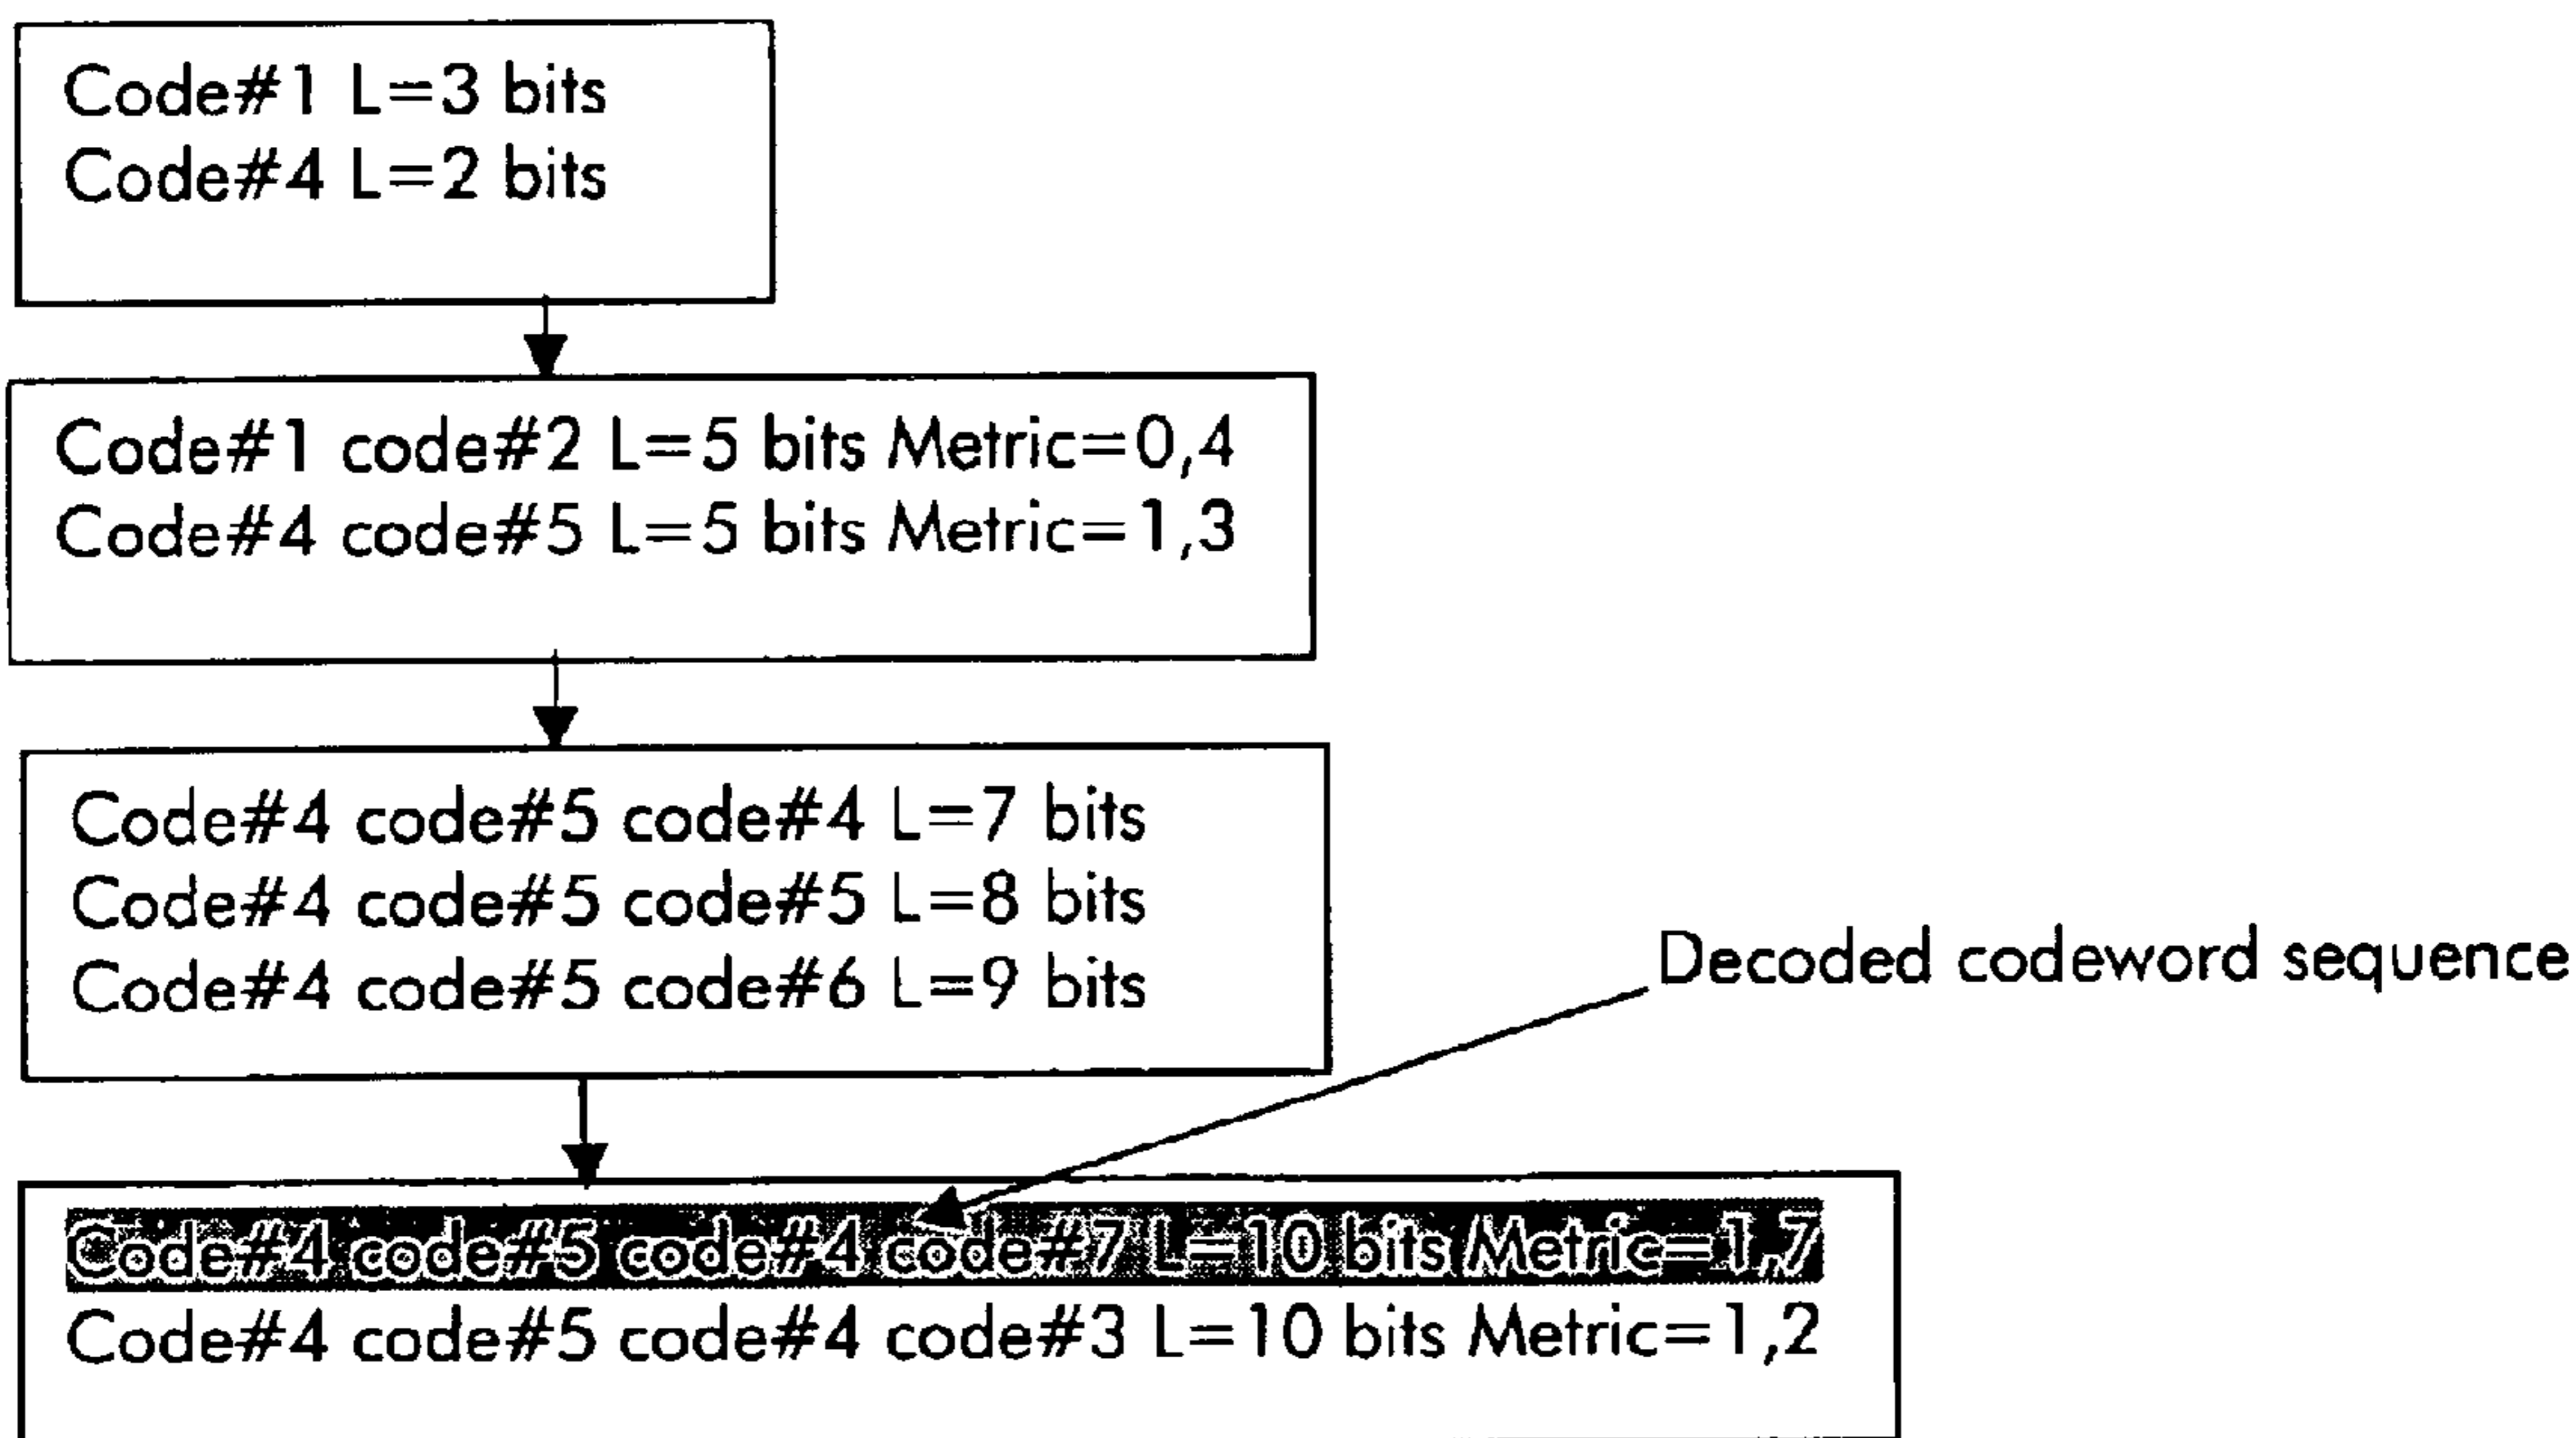 Code#1 L=3 bits
Code#4 L=2 bits
Code#1 code#2 L=5 bits Metric=0,4
Code#4 code#5 L=5 bits Metric=1,3
Code#4 code#5 code#4 L=7 bits
Code#4 code#5 code#5 L=8 bits
Code#4 code#5 code#6 L=9 bits
Decoded codeword sequence
Code#4 code#5 code#4 code#7 L=10 bits Metric=1,7
Code#4 code#5 code#4 code#3 L=10 bits Metric=1,2